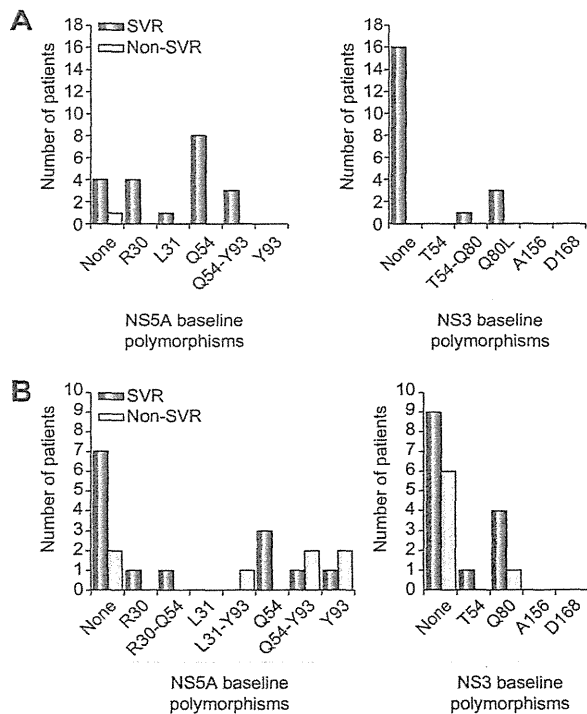 A
SVR
Non-SVR
Number of patients
18
16
14
12
10
8
6
4
2
0
None
R30
L31
Q54
Q54-Y93
Y93
NS5A baseline
polymorphisms
Number of patients
18
16
14
12
10
8
6
4
2
0
None
T54
T54-Q80
Q80L
A156
D168
NS3 baseline
polymorphisms
B
SVR
Non-SVR
Number of patients
10
9
8
7
6
5
4
3
2
1
0
None
R30
R30-Q54
L31
L31-Y93
Q54
Q54-Y93
Y93
NS5A baseline
polymorphisms
Number of patients
10
9
8
7
6
5
4
3
2
1
0
None
T54
Q80
A156
D168
NS3 baseline
polymorphisms